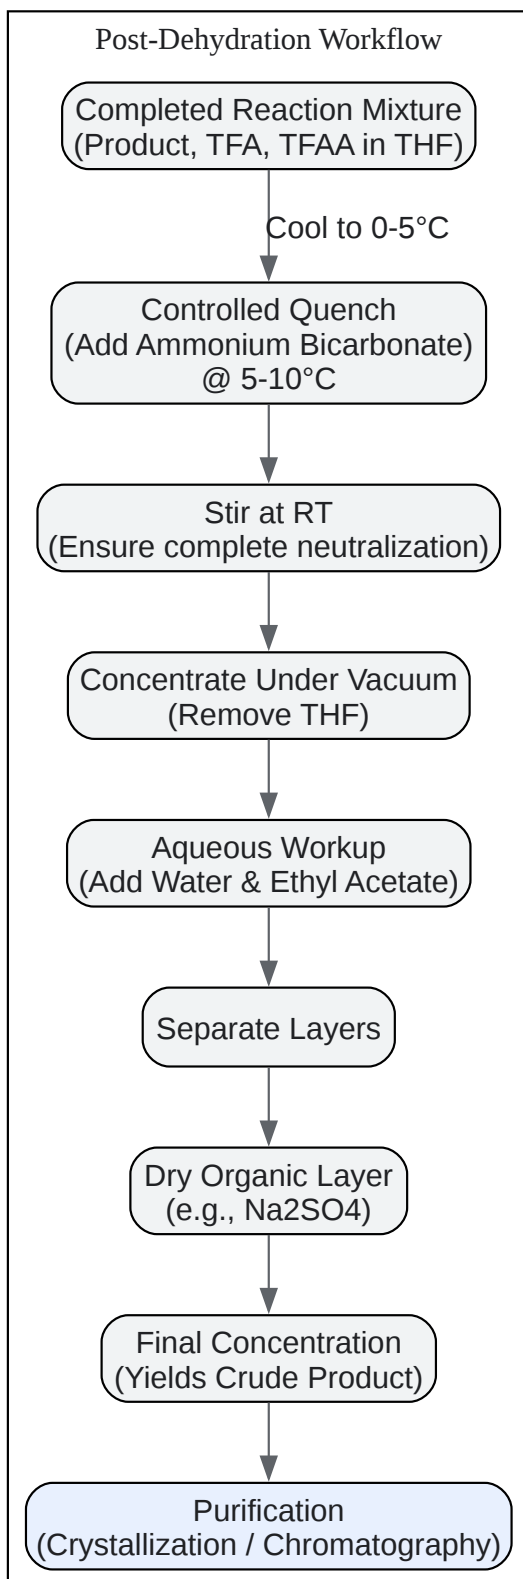 Post-Dehydration Workflow
Completed Reaction Mixture
(Product, TFA, TFAA in THF)
Cool to 0-5°C
Controlled Quench
(Add Ammonium Bicarbonate)
@ 5-10°C
Stir at RT
(Ensure complete neutralization)
Concentrate Under Vacuum
(Remove THF)
Aqueous Workup
(Add Water & Ethyl Acetate)
Separate Layers
Dry Organic Layer
(e.g., Na2SO4)
Final Concentration
(Yields Crude Product)
Purification
(Crystallization / Chromatography)